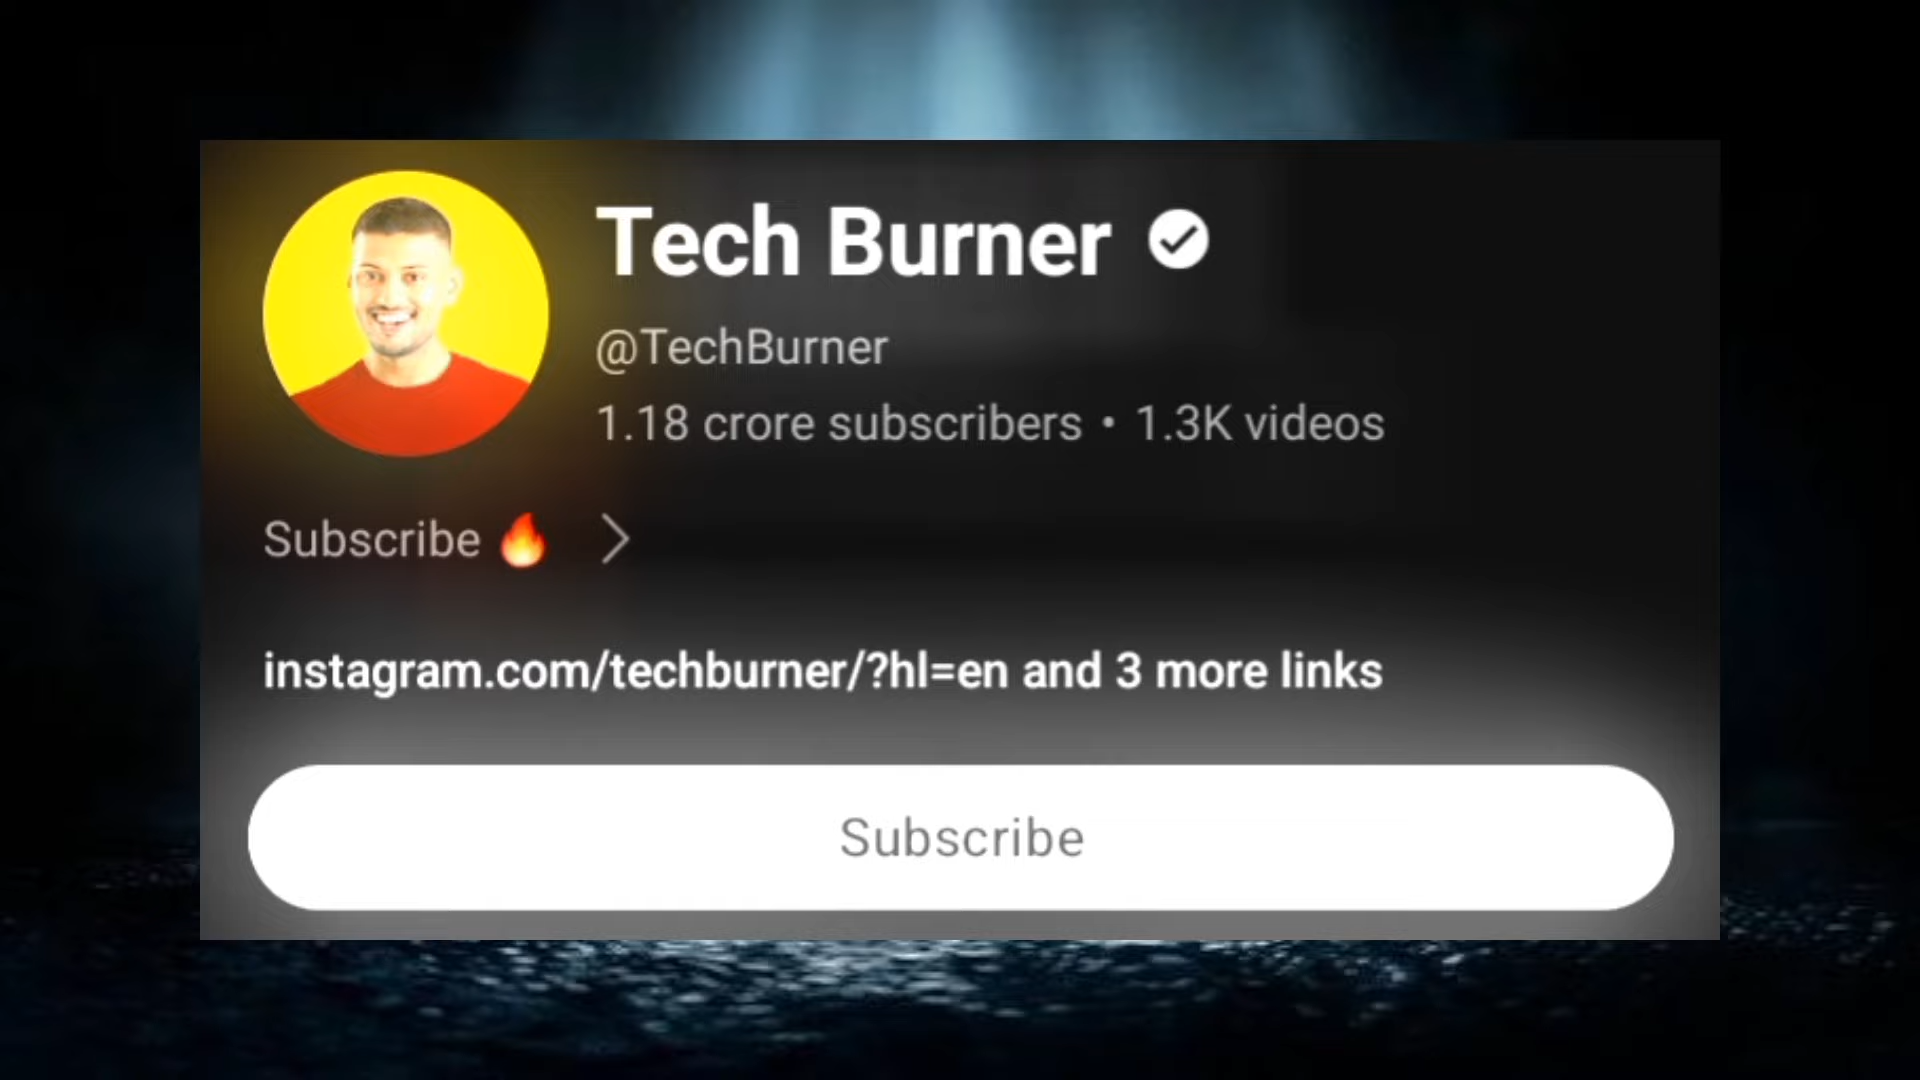 Tech Burner
@TechBurner
1.18 crore subscribers • 1.3K videos
Subscribe 🔥 >
instagram.com/techburner/?hl=en and 3 more links
Subscribe